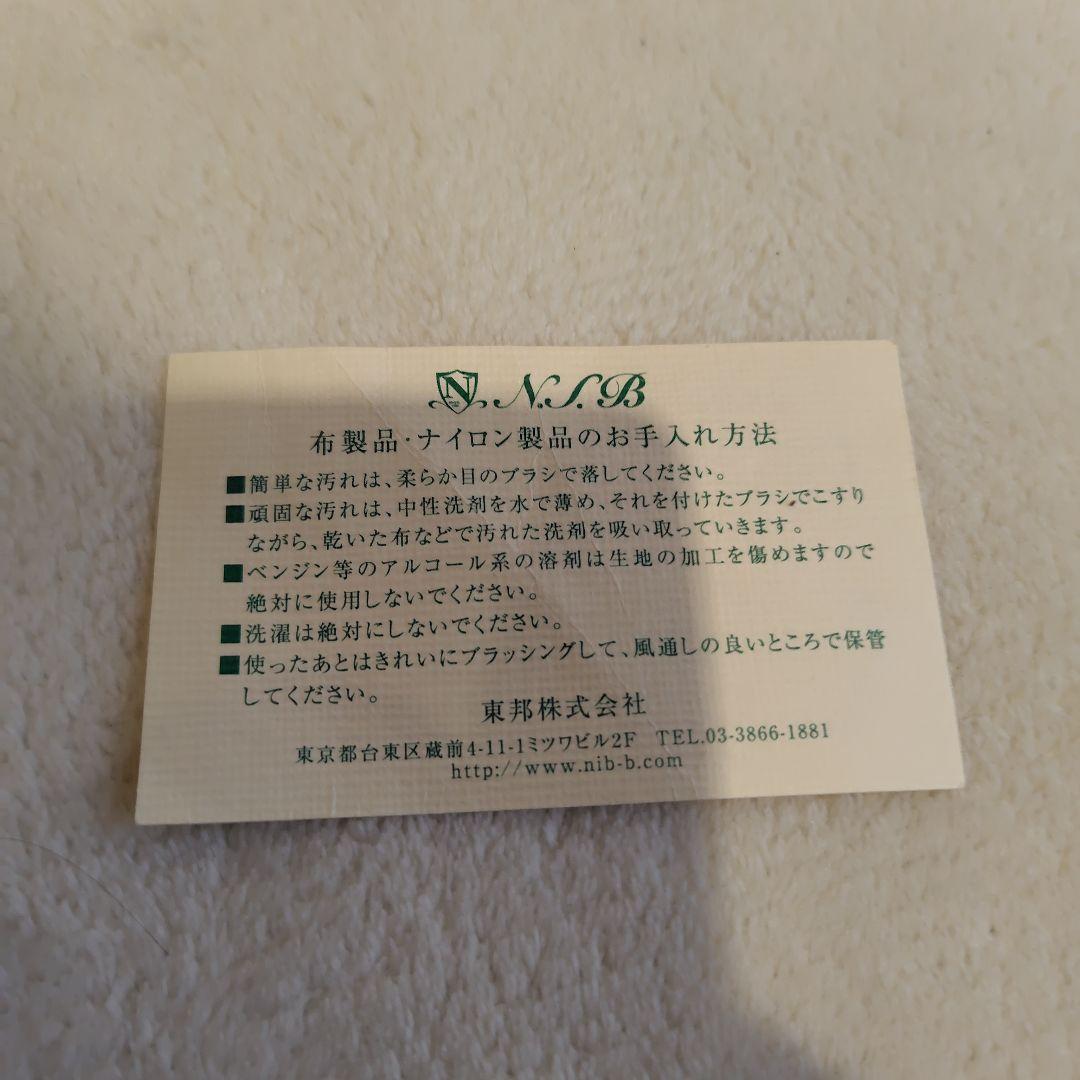 N
N.I.B
布製品・ナイロン製品のお手入れ方法
■簡単な汚れは、柔らか目のブラシで落してください。
■頑固な汚れは、中性洗剤を水で薄め、それを付けたブラシでこすり
ながら、乾いた布などで汚れた洗剤を吸い取っていきます。
■ベンジン等のアルコール系の溶剤は生地の加工を傷めますので
絶対に使用しないでください。
■洗濯は絶対にしないでください。
■使ったあとはきれいにブラッシングして、風通しの良いところで保管
してください。
東邦株式会社
東京都台東区蔵前4-11-1ミツワビル2F TEL.03-3866-1881
http://www.nib-b.com